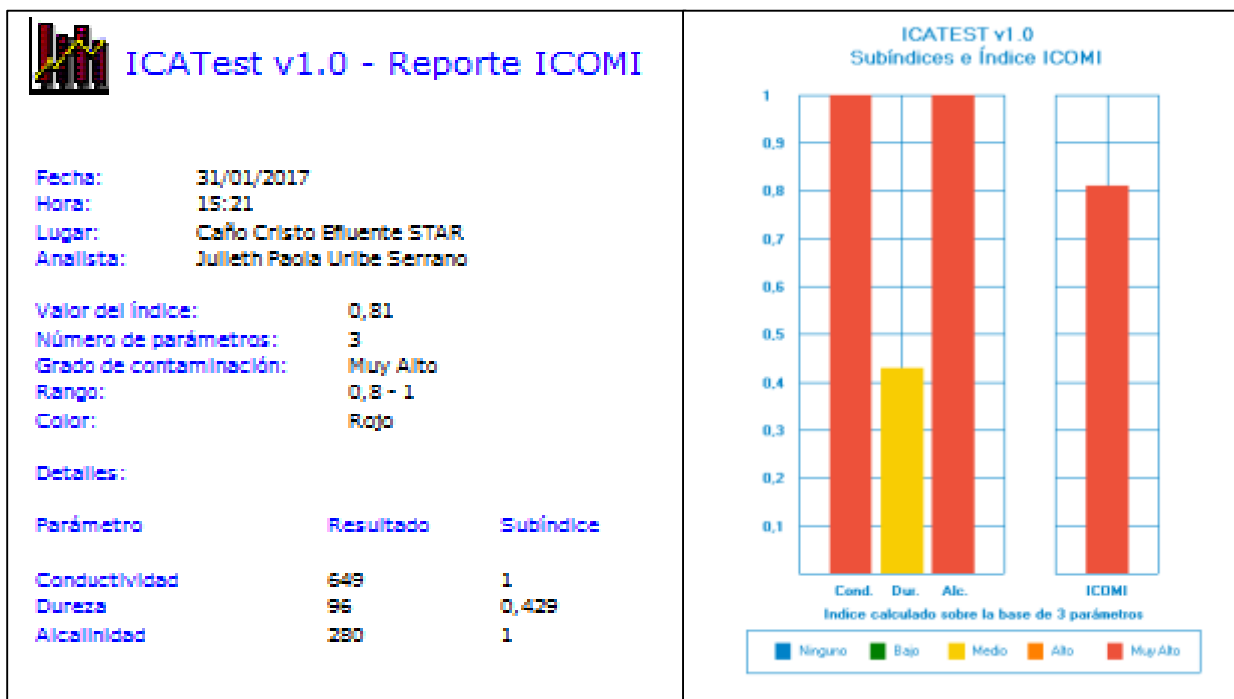 ICATest v1.0 - Reporte ICOMI
Fecha: 31/01/2017
Hora: 15:21
Lugar: Caño Cristo Efluente STAR
Analista: Julieth Paola Uribe Serrano
Valor del Índice: 0,81
Número de parámetros: 3
Grado de contaminación: Muy Alto
Rango: 0,8 - 1
Color: Rojo
Detalles:
Parámetro Resultado Subíndice
Conductividad 649 1
Dureza 96 0,429
Alcalinidad 280 1
ICATEST v1.0
Subíndices e Índice ICOMI
1
0,9
0,8
0,7
0,6
0,5
0,4
0,3
0,2
0,1
Cond. Dur. Alc. ICOMI
Indice calculado sobre la base de 3 parámetros
Ninguno Bajo Medio Alto Muy Alto